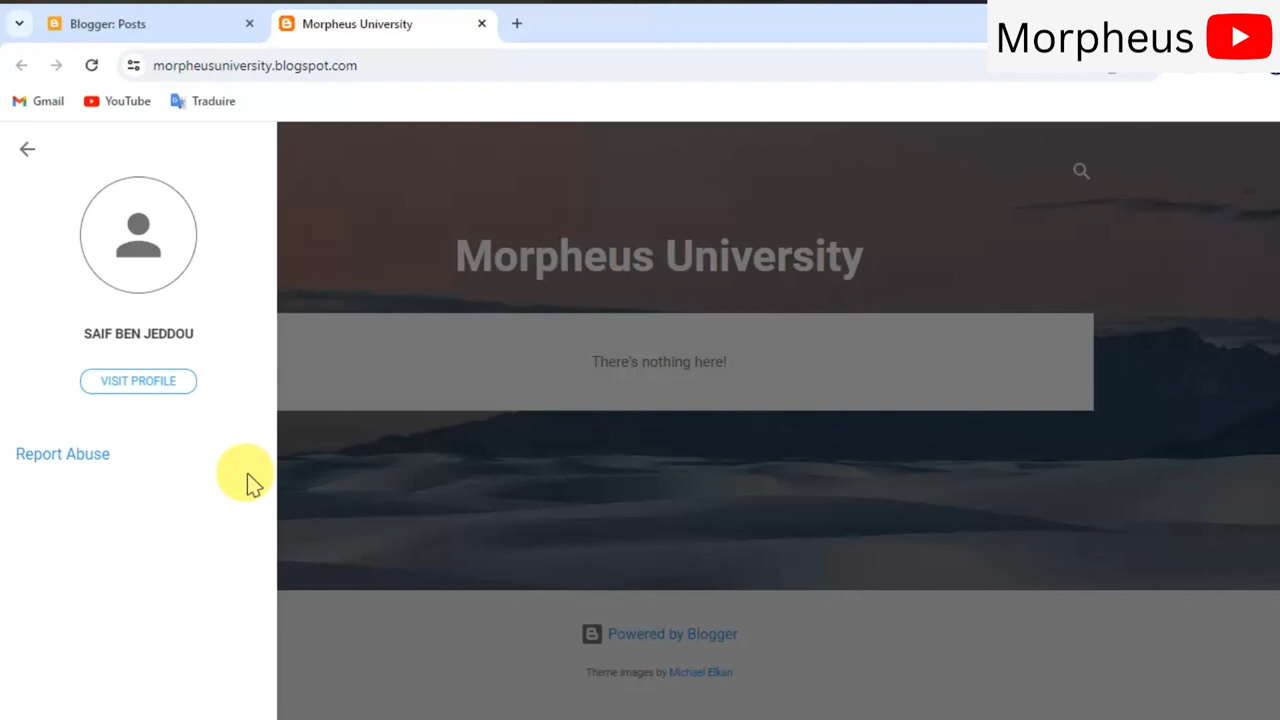 Blogger: Posts
Morpheus University
Morpheus
morpheusuniversity.blogspot.com
Gmail
YouTube
Traduire
Morpheus University
SAIF BEN JEDDOU
There's nothing here!
VISIT PROFILE
Report Abuse
Powered by Blogger
Theme images by Michael Elkan